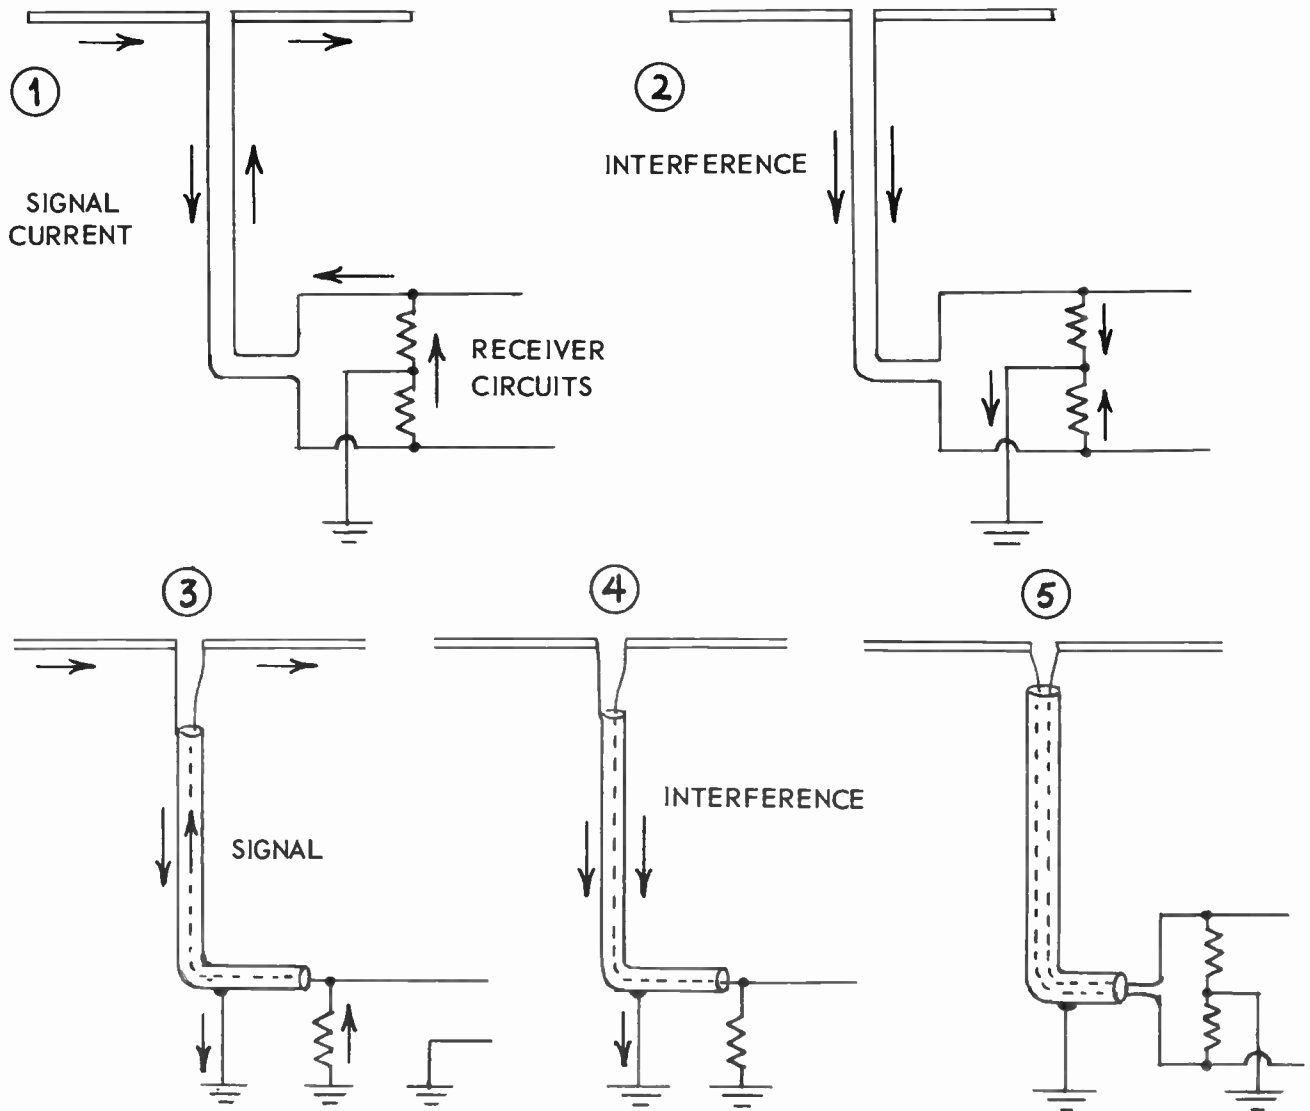 1
2
SIGNAL
CURRENT
INTERFERENCE
RECEIVER
CIRCUITS
3
4
5
SIGNAL
INTERFERENCE